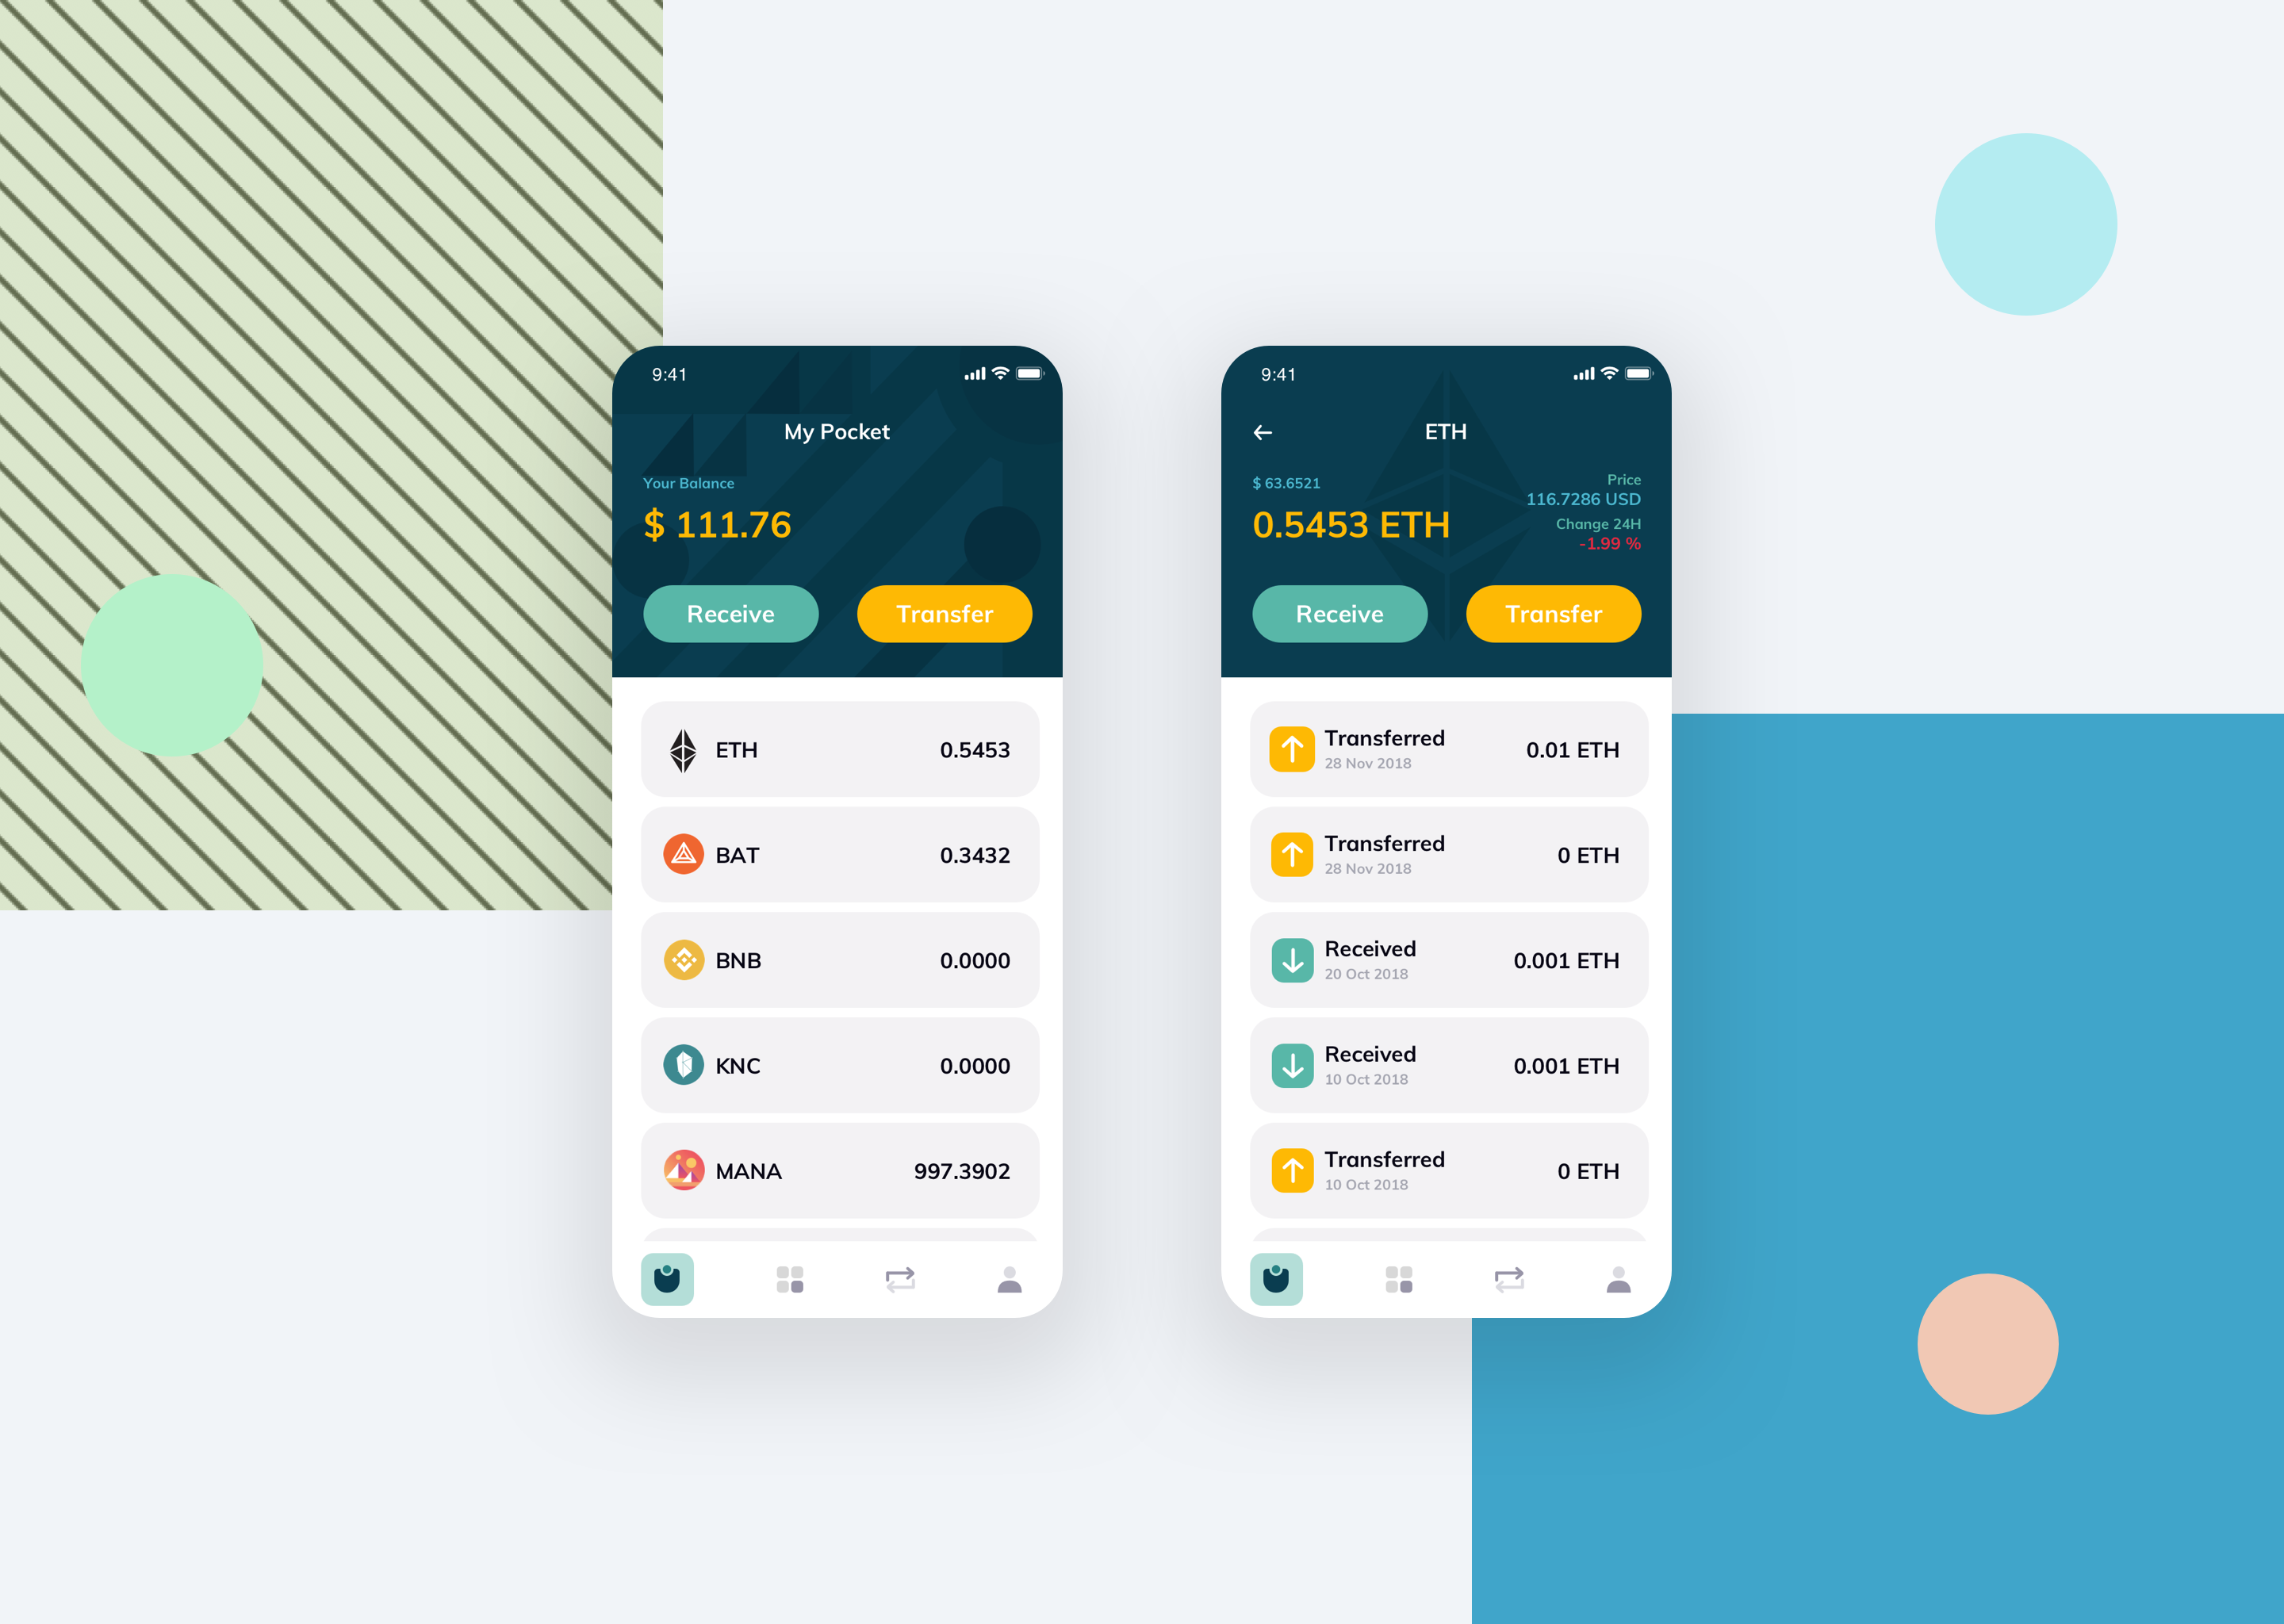 9:41
My Pocket
Your Balance
$ 111.76
Receive
Transfer
ETH
0.5453
BAT
0.3432
BNB
0.0000
KNC
0.0000
MANA
997.3902
9:41
ETH
$ 63.6521
0.5453 ETH
Price
116.7286 USD
Change 24H
-1.99 %
Receive
Transfer
Transferred
28 Nov 2018
0.01 ETH
Transferred
28 Nov 2018
0 ETH
Received
20 Oct 2018
0.001 ETH
Received
10 Oct 2018
0.001 ETH
Transferred
10 Oct 2018
0 ETH